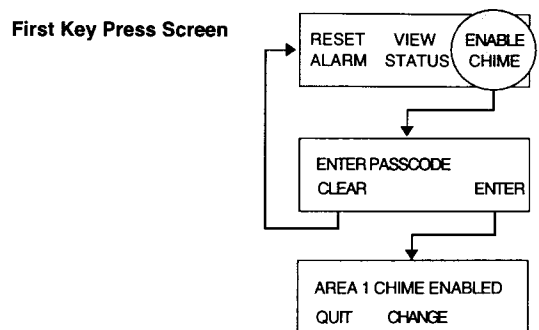 First Key Press Screen
RESET VIEW ENABLE
ALARM STATUS CHIME
ENTER PASSCODE
CLEAR ENTER
AREA 1 CHIME ENABLED
QUIT CHANGE